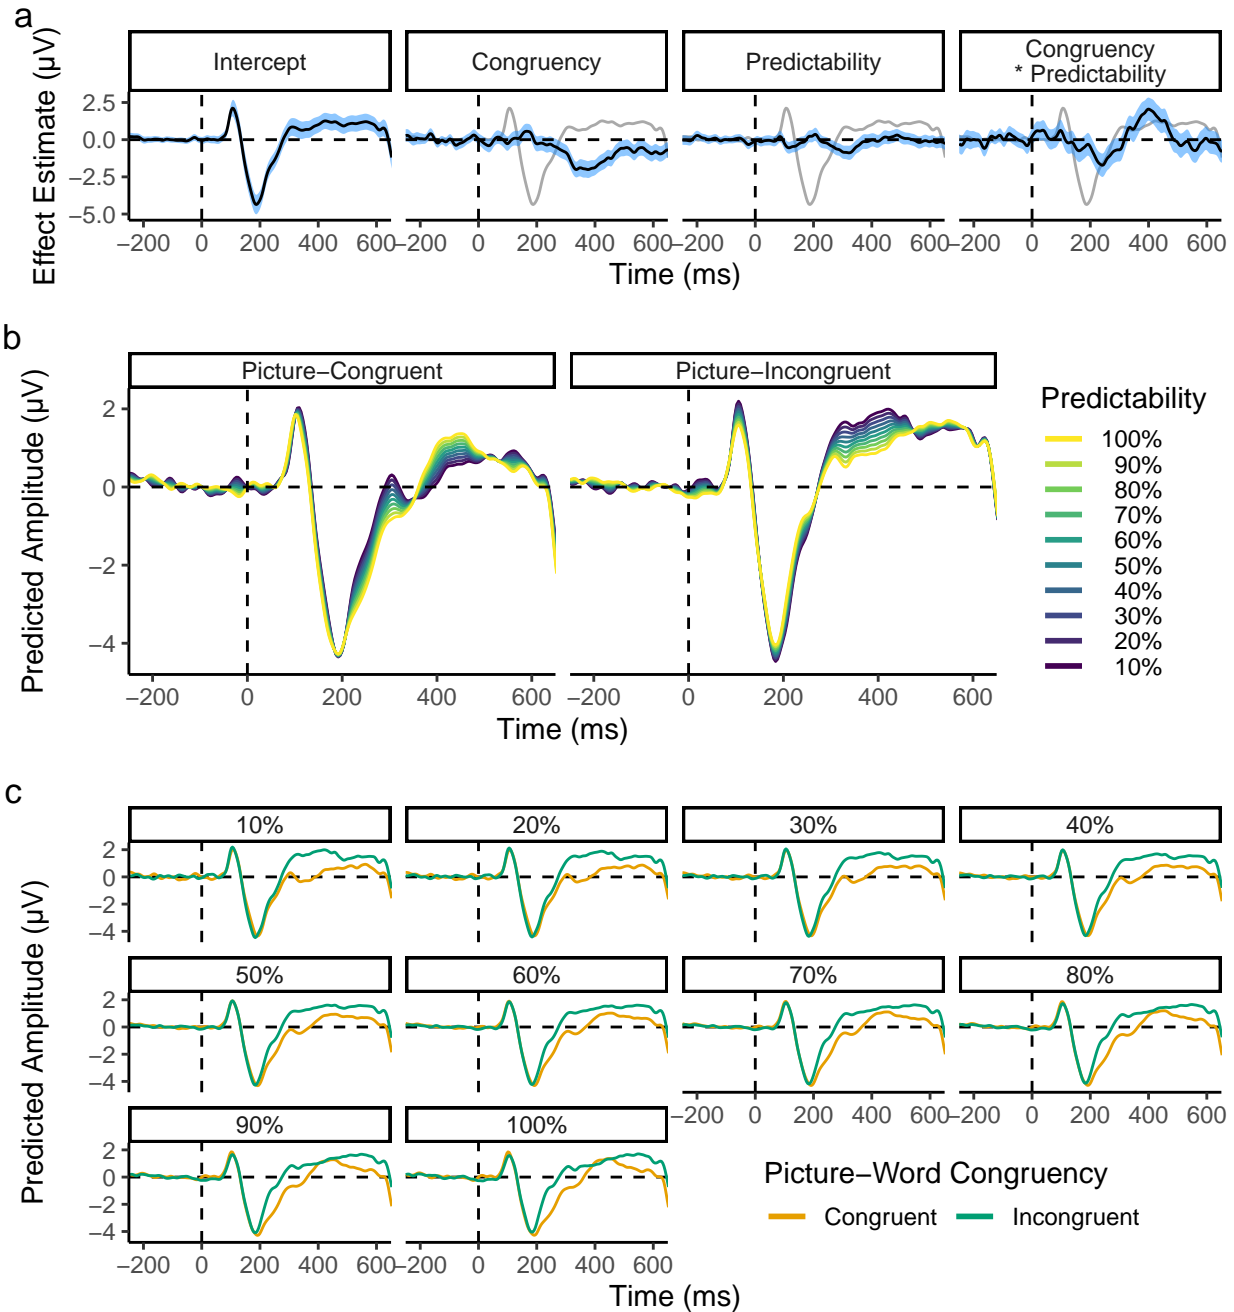 a
Intercept
Congruency
Predictability
Congruency
* Predictability
Effect Estimate (µV)
2.5
0.0
−2.5
−5.0
−200 0 200 400 600
−200 0 200 400 600
−200 0 200 400 600
−200 0 200 400 600
Time (ms)
b
Picture−Congruent
Picture−Incongruent
Predicted Amplitude (µV)
2
0
−2
−4
−200 0 200 400 600
−200 0 200 400 600
Time (ms)
Predictability
100%
90%
80%
70%
60%
50%
40%
30%
20%
10%
c
10%
20%
30%
40%
2
0
−2
−4
50%
60%
70%
80%
2
0
−2
−4
−200 0 200 400 600
−200 0 200 400 600
90%
100%
2
0
−2
−4
−200 0 200 400 600
−200 0 200 400 600
Predicted Amplitude (µV)
Time (ms)
Picture−Word Congruency
Congruent Incongruent